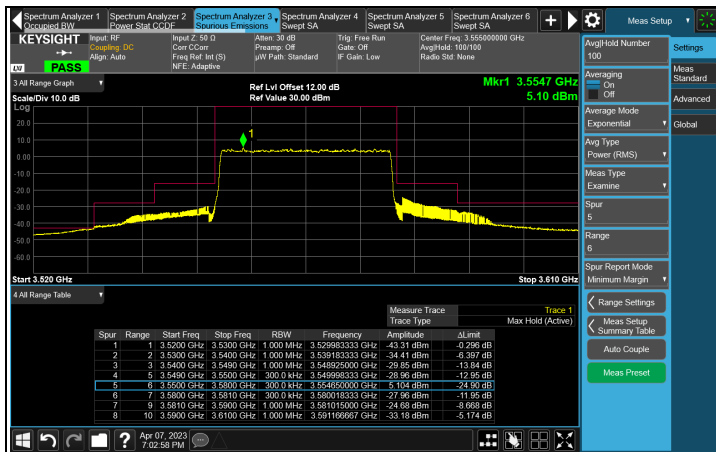 Spectrum Analyzer 1
Occupied BW
Spectrum Analyzer 2
Power Stat CCDF
Spectrum Analyzer 3
Spurious Emissions
Spectrum Analyzer 4
Swept SA
Spectrum Analyzer 5
Swept SA
Spectrum Analyzer 6
Swept SA
+
Meas Setup
KEYSIGHT
LXI PASS
Input: RF
Coupling: DC
Align: Auto
Input Z: 50 Ω
Corr CCorr
Freq Ref: Int (S)
NFE: Adaptive
Atten: 30 dB
Preamp: Off
µW Path: Standard
Trig: Free Run
Gate: Off
IF Gain: Low
Center Freq: 3.555000000 GHz
Avg|Hold: 100/100
Radio Std: None
3 All Range Graph
Scale/Div 10.0 dB
Ref Lvl Offset 12.00 dB
Ref Value 30.00 dBm
Mkr1 3.5547 GHz
5.10 dBm
Log
20.0
10.0
0.00
-10.0
-20.0
-30.0
-40.0
-50.0
-60.0
1
Start 3.520 GHz
Stop 3.610 GHz
4 All Range Table
Measure Trace Trace 1
Trace Type Max Hold (Active)
Spur Range Start Freq Stop Freq RBW Frequency Amplitude ΔLimit
1 1 3.5200 GHz 3.5300 GHz 1.000 MHz 3.529983333 GHz -43.31 dBm -0.296 dB
2 2 3.5300 GHz 3.5400 GHz 1.000 MHz 3.539183333 GHz -34.41 dBm -6.397 dB
3 3 3.5400 GHz 3.5490 GHz 1.000 MHz 3.548925000 GHz -29.85 dBm -13.84 dB
4 5 3.5490 GHz 3.5500 GHz 300.0 kHz 3.549998333 GHz -28.96 dBm -12.95 dB
5 6 3.5500 GHz 3.5800 GHz 300.0 kHz 3.554650000 GHz 5.104 dBm -24.90 dB
6 7 3.5800 GHz 3.5810 GHz 300.0 kHz 3.580018333 GHz -27.96 dBm -11.95 dB
7 9 3.5810 GHz 3.5900 GHz 1.000 MHz 3.581015000 GHz -24.68 dBm -8.668 dB
8 10 3.5900 GHz 3.6100 GHz 1.000 MHz 3.591166667 GHz -33.18 dBm -5.174 dB
Avg|Hold Number
100
Averaging
On
Off
Average Mode
Exponential
Avg Type
Power (RMS)
Meas Type
Examine
Spur
5
Range
6
Spur Report Mode
Minimum Margin
Range Settings
Meas Setup
Summary Table
Auto Couple
Meas Preset
Settings
Meas
Standard
Advanced
Global
?
Apr 07, 2023
7:02:58 PM